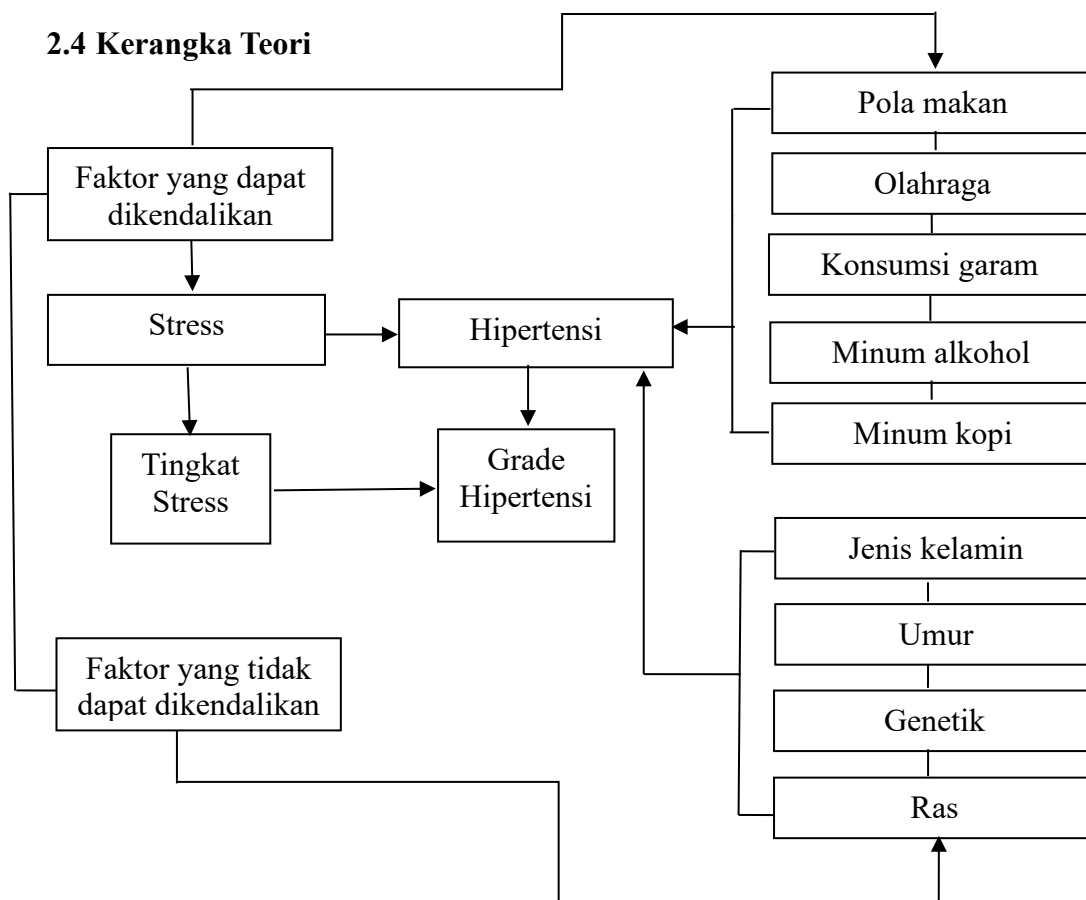 2.4 Kerangka Teori
Pola makan
Faktor yang dapat
dikendalikan
Olahraga
Konsumsi garam
Stress
Hipertensi
Minum alkohol
Minum kopi
Tingkat
Stress
Grade
Hipertensi
Jenis kelamin
Umur
Faktor yang tidak
dapat dikendalikan
Genetik
Ras